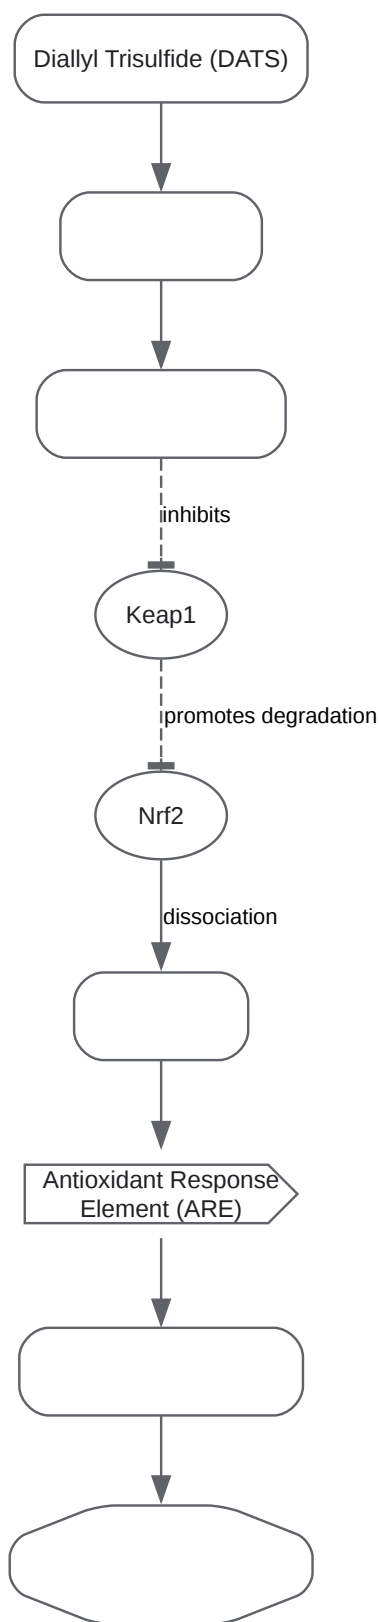 Diallyl Trisulfide (DATS)
inhibits
Keap1
promotes degradation
Nrf2
dissociation
Antioxidant Response
Element (ARE)